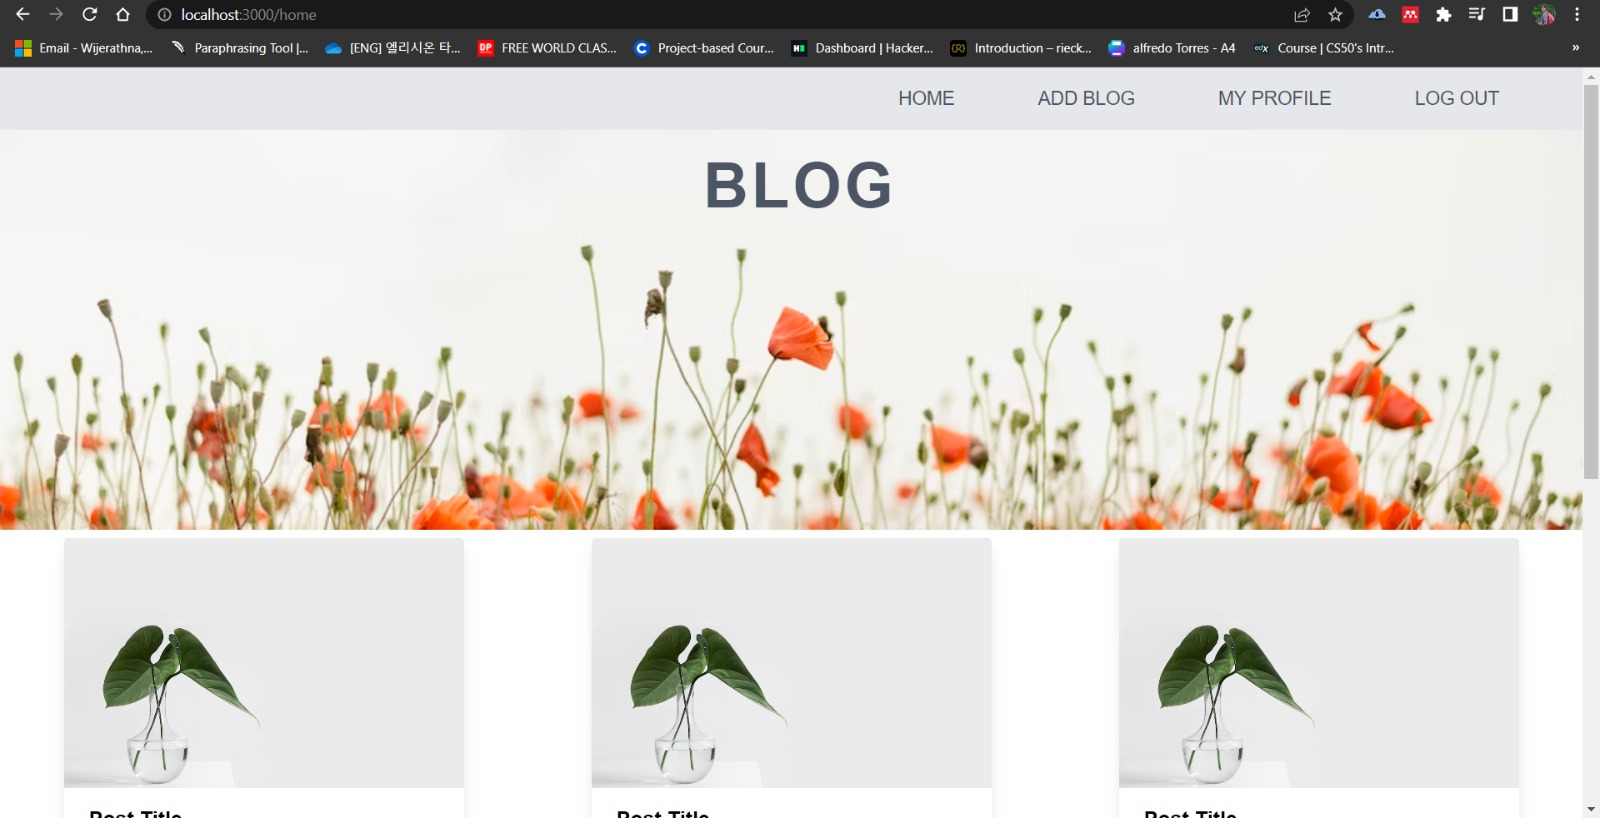 localhost:3000/home
Email - Wijerathna,... Paraphrasing Tool |... [ENG] 엘리시온 타... FREE WORLD CLAS... Project-based Cour... Dashboard | Hacker... Introduction – rieck... alfredo Torres - A4 Course | CS50's Intr... »
HOME ADD BLOG MY PROFILE LOG OUT
BLOG
Post Title Post Title Post Title